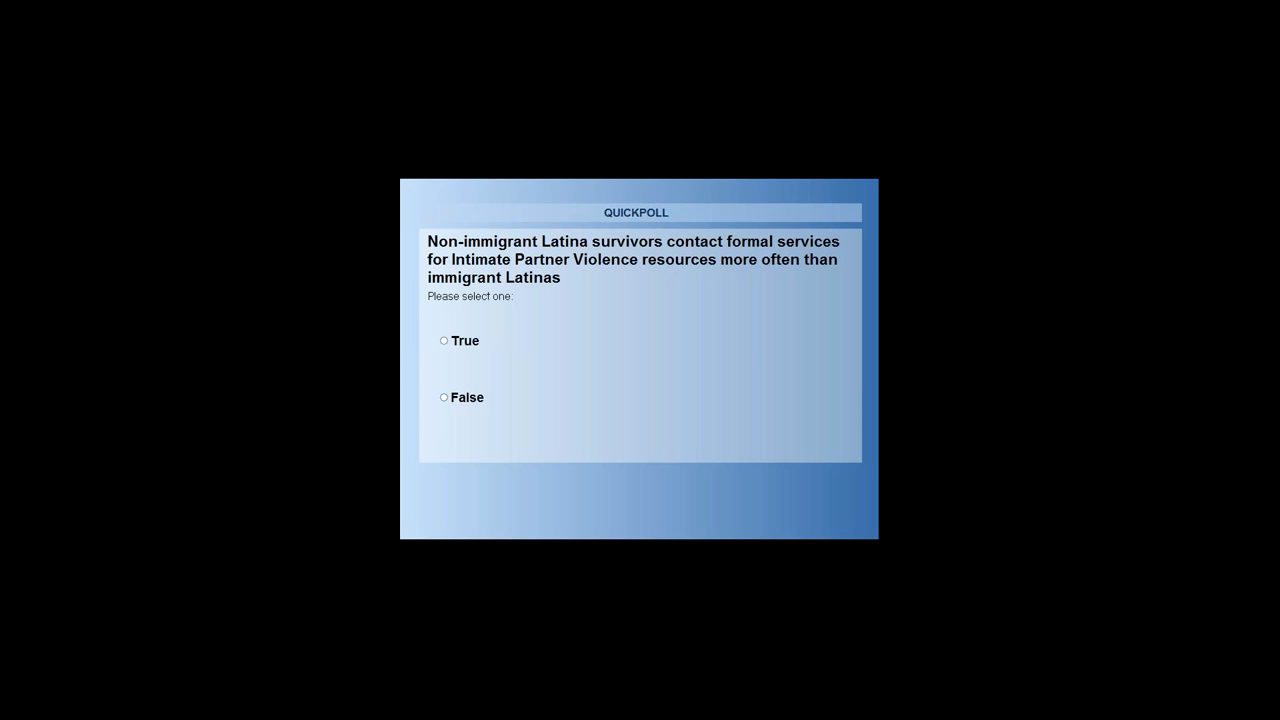 QUICKPOLL
Non-immigrant Latina survivors contact formal services
for Intimate Partner Violence resources more often than
immigrant Latinas
Please select one:
True
False